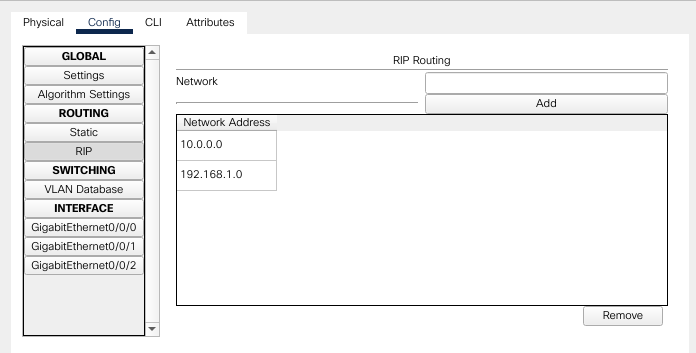 Physical Config CLI Attributes
GLOBAL
Settings
Algorithm Settings
ROUTING
Static
RIP
SWITCHING
VLAN Database
INTERFACE
GigabitEthernet0/0/0
GigabitEthernet0/0/1
GigabitEthernet0/0/2
RIP Routing
Network
Add
Network Address
10.0.0.0
192.168.1.0
Remove